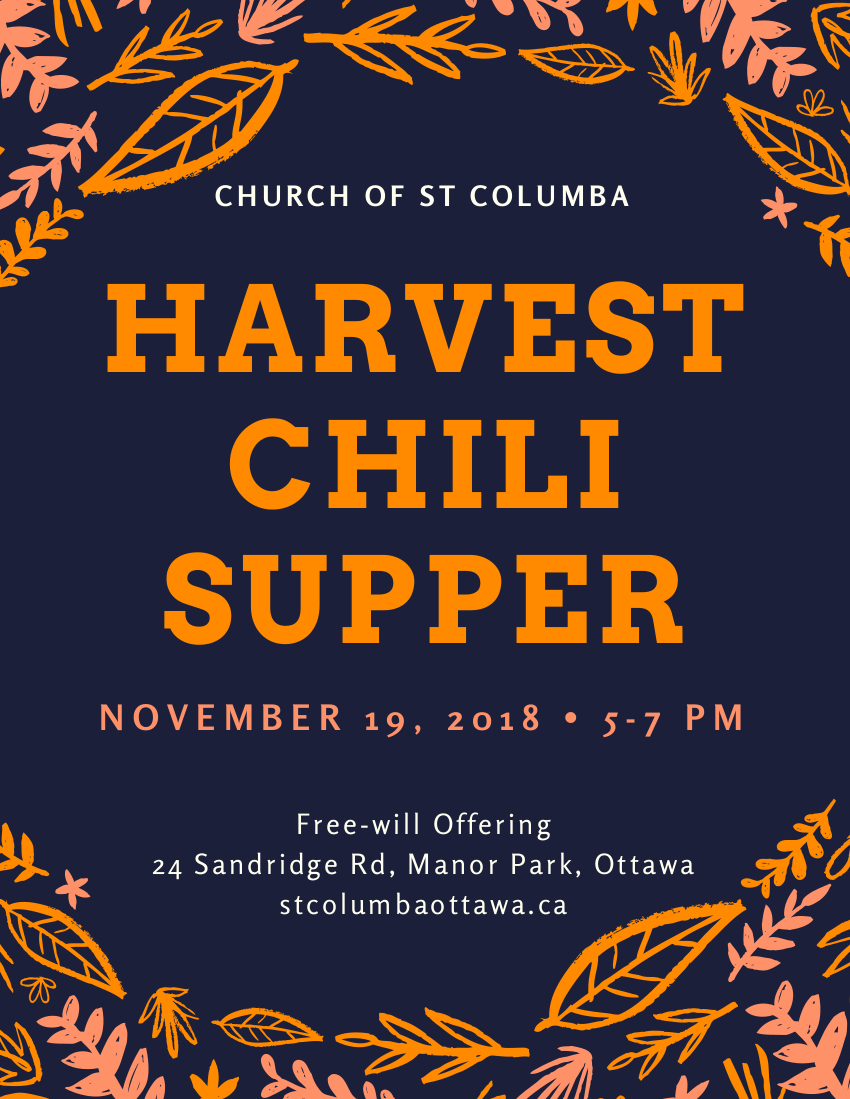 CHURCH OF ST COLUMBA
HARVEST
CHILI
SUPPER
NOVEMBER 19, 2018 • 5-7 PM
Free-will Offering
24 Sandridge Rd, Manor Park, Ottawa
stcolumbaottawa.ca